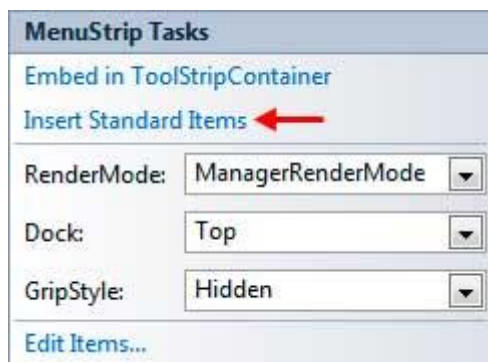 MenuStrip Tasks
Embed in ToolStripContainer
Insert Standard Items
RenderMode: ManagerRenderMode
Dock: Top
GripStyle: Hidden
Edit Items...